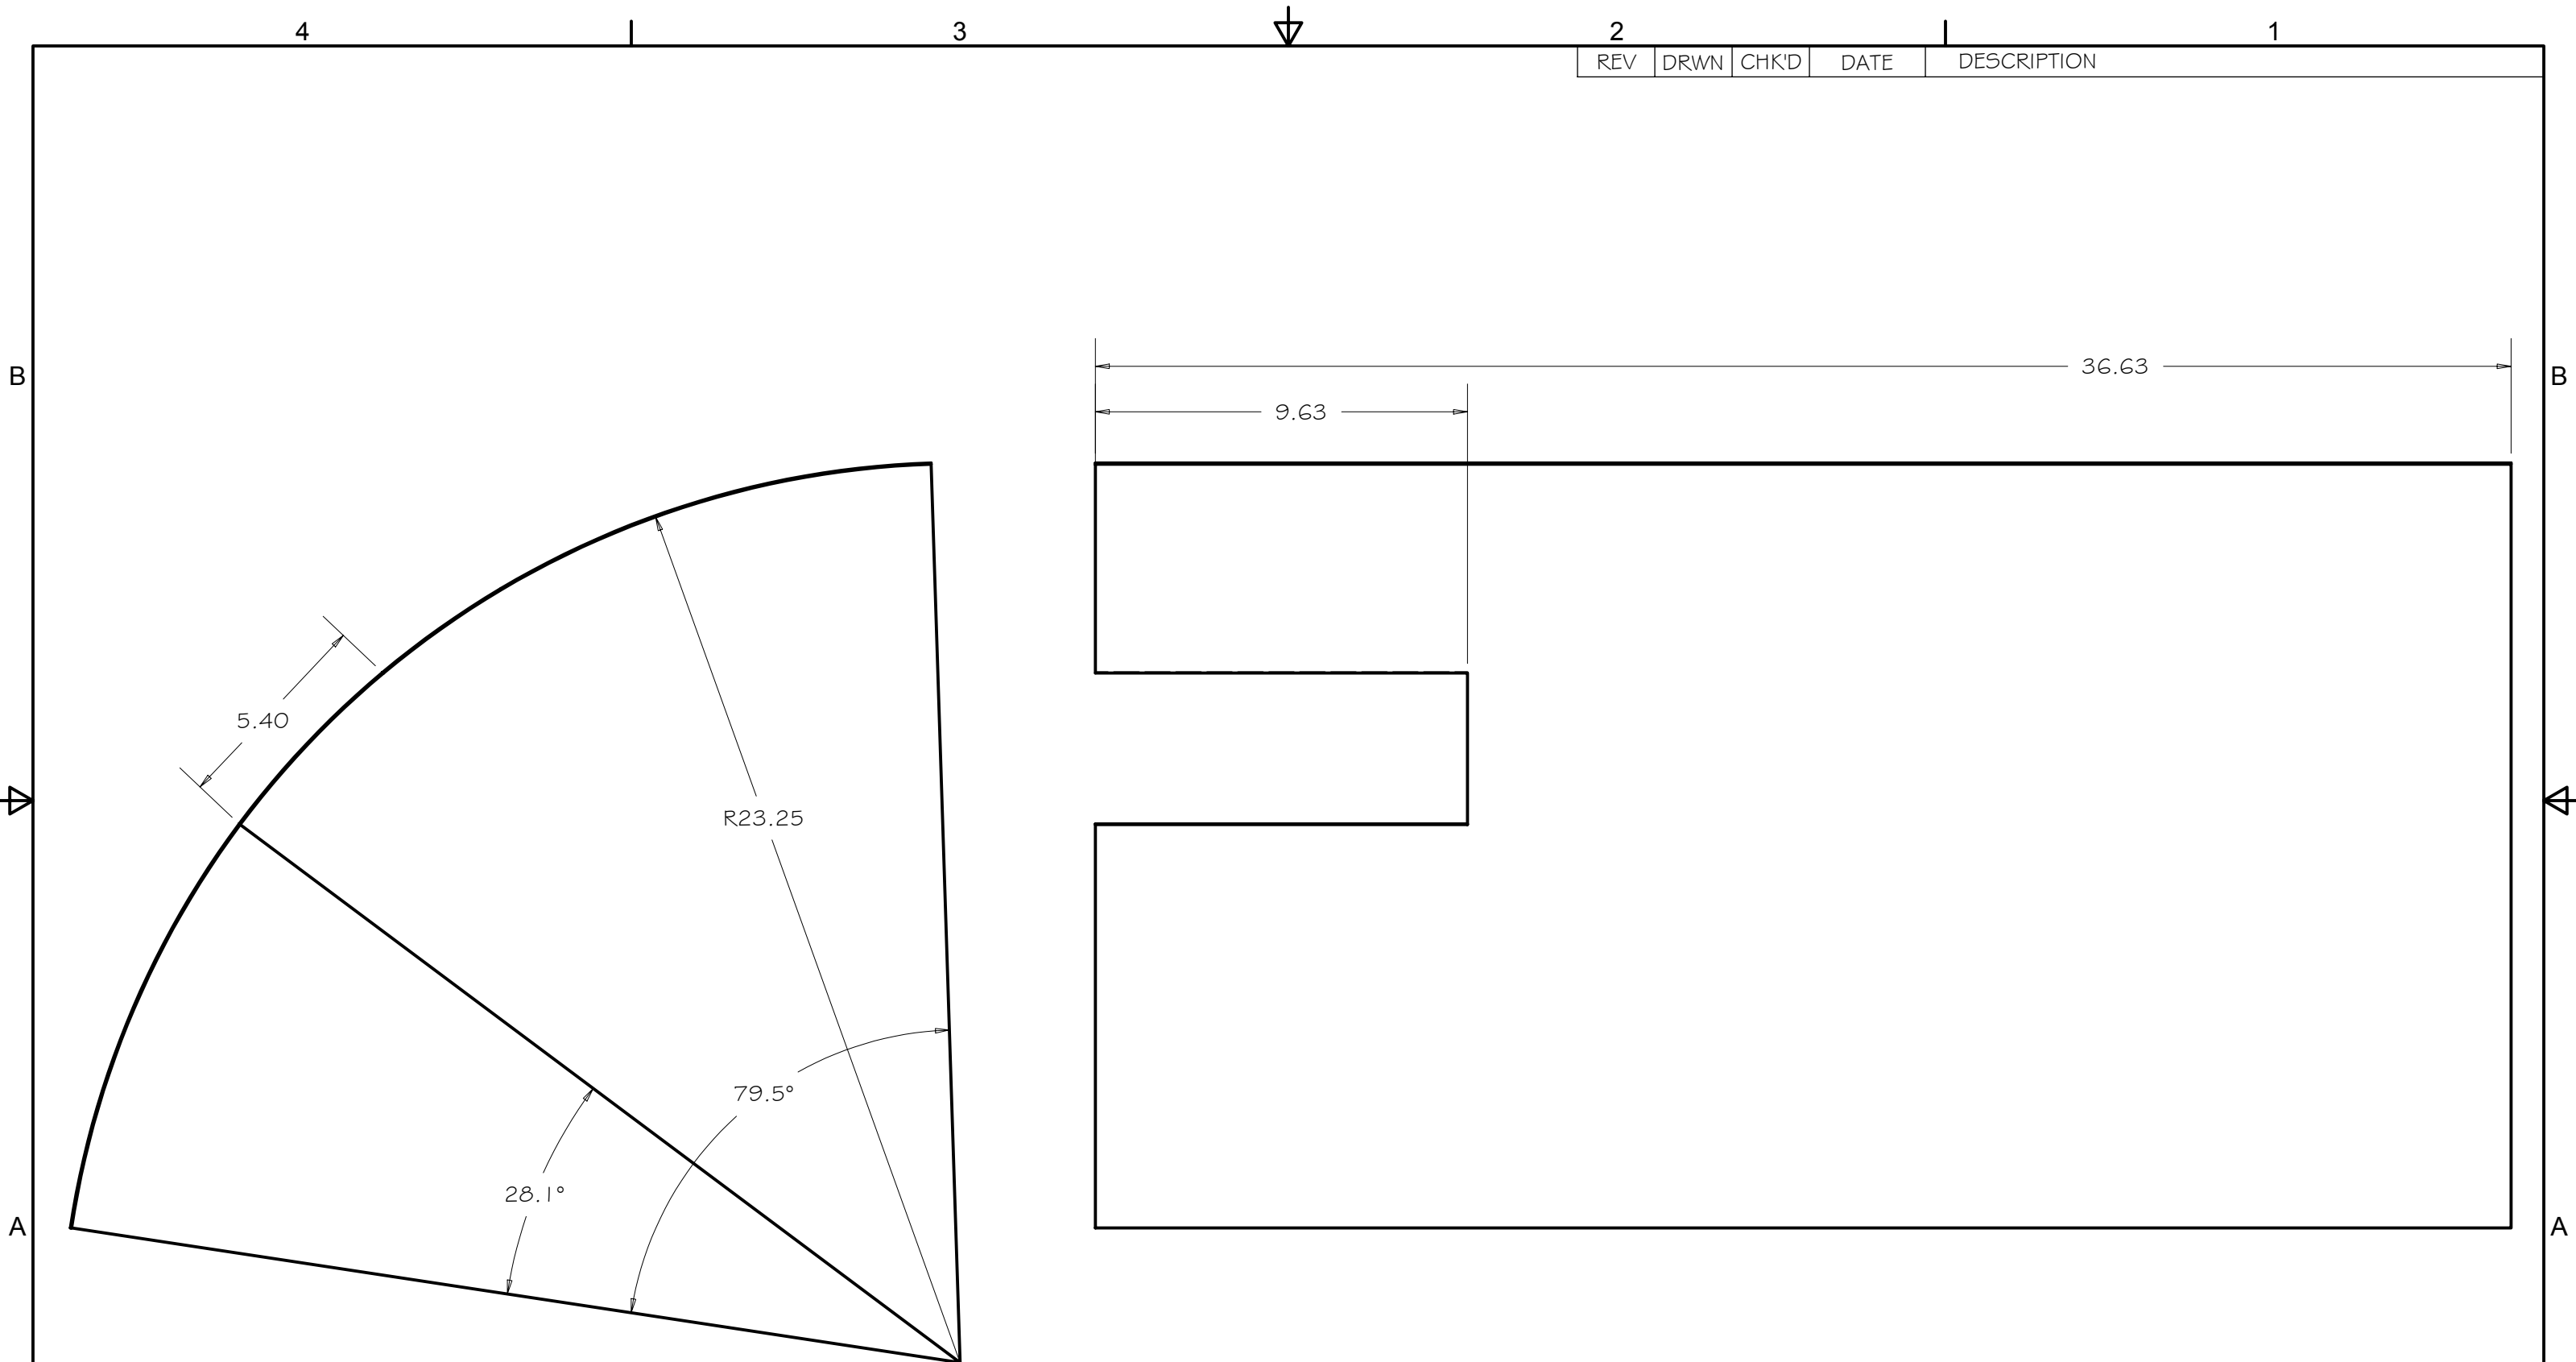 4 3 2 1
REV DRWN CHK'D DATE DESCRIPTION
B 36.63 B
9.63
5.40
R23.25
79.5°
28.1°
A A